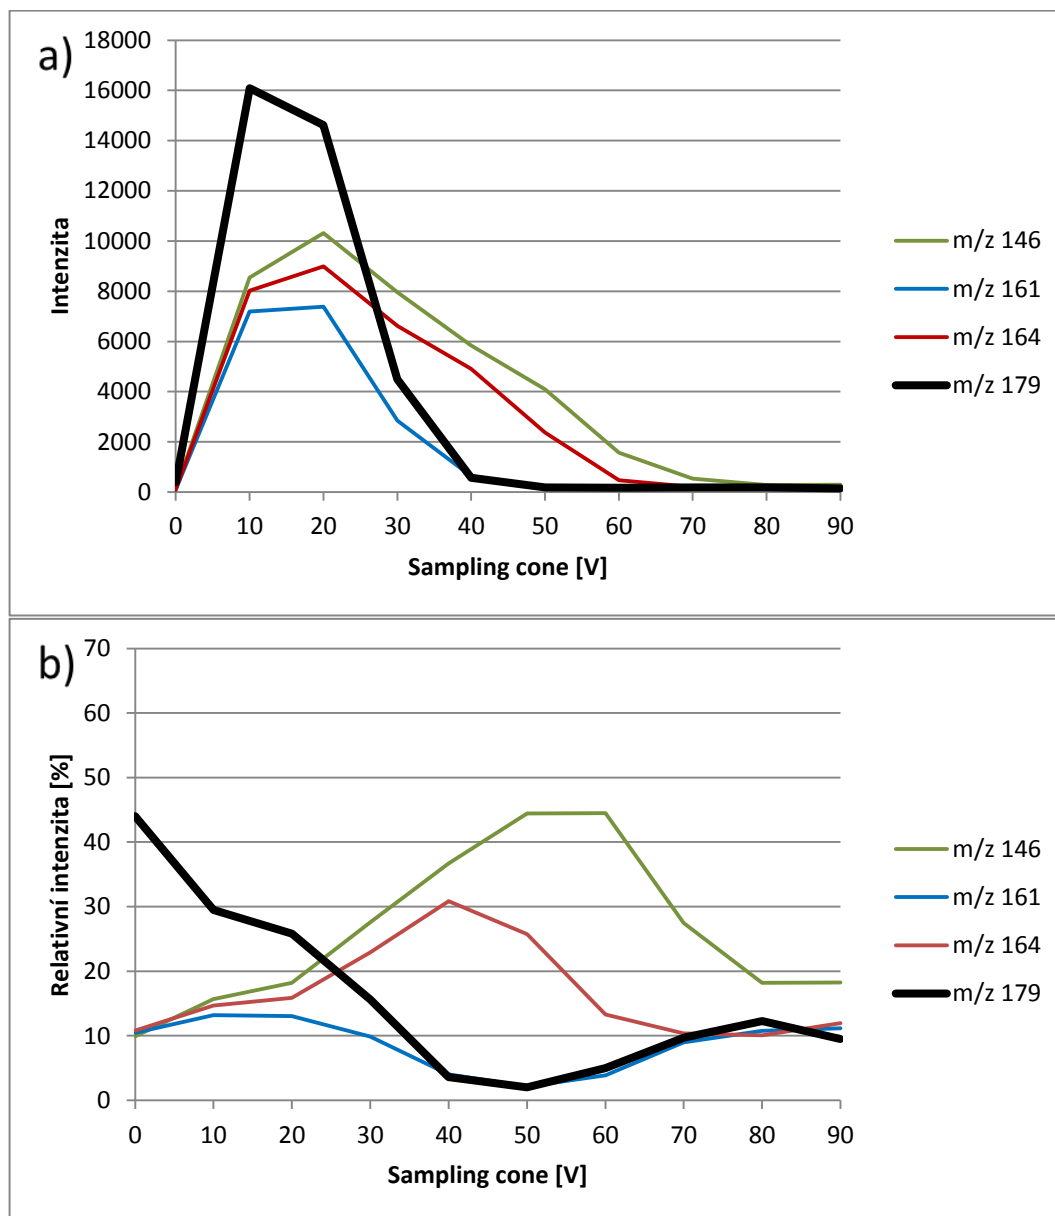 a)
18000
16000
14000
12000
10000
8000
6000
4000
2000
0
Intenzita
0 10 20 30 40 50 60 70 80 90
Sampling cone [V]
m/z 146
m/z 161
m/z 164
m/z 179
b)
70
60
50
40
30
20
10
0
Relativní intenzita [%]
0 10 20 30 40 50 60 70 80 90
Sampling cone [V]
m/z 146
m/z 161
m/z 164
m/z 179